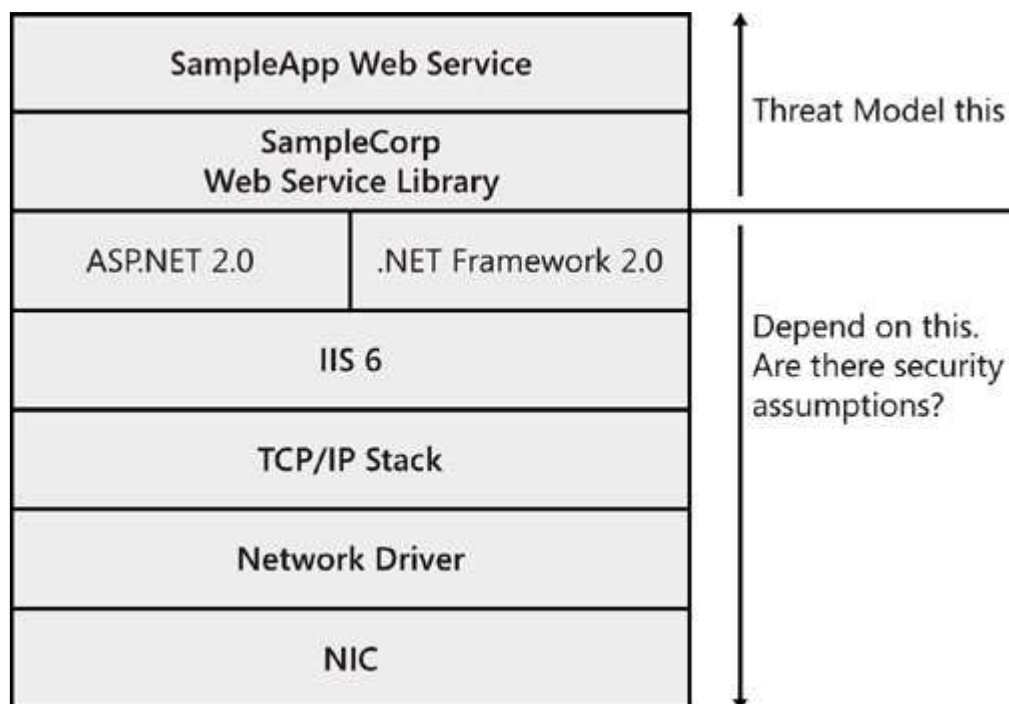 SampleApp Web Service
Threat Model this
SampleCorp
Web Service Library
ASP.NET 2.0
.NET Framework 2.0
Depend on this.
Are there security
assumptions?
IIS 6
TCP/IP Stack
Network Driver
NIC